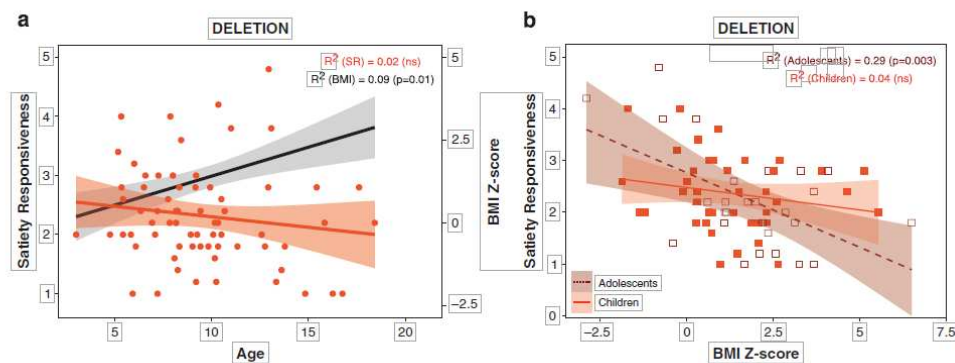 a
DELETION
R² (SR) = 0.02 (ns)
R² (BMI) = 0.09 (p=0.01)
Satiety Responsiveness
5
4
3
2
1
5
2.5
0
−2.5
BMI Z-score
5
10
15
20
Age
b
DELETION
R² (Adolescents) = 0.29 (p=0.003)
R² (Children) = 0.04 (ns)
Satiety Responsiveness
5
4
3
2
1
0
Adolescents
Children
−2.5
0
2.5
5.0
7.5
BMI Z-score